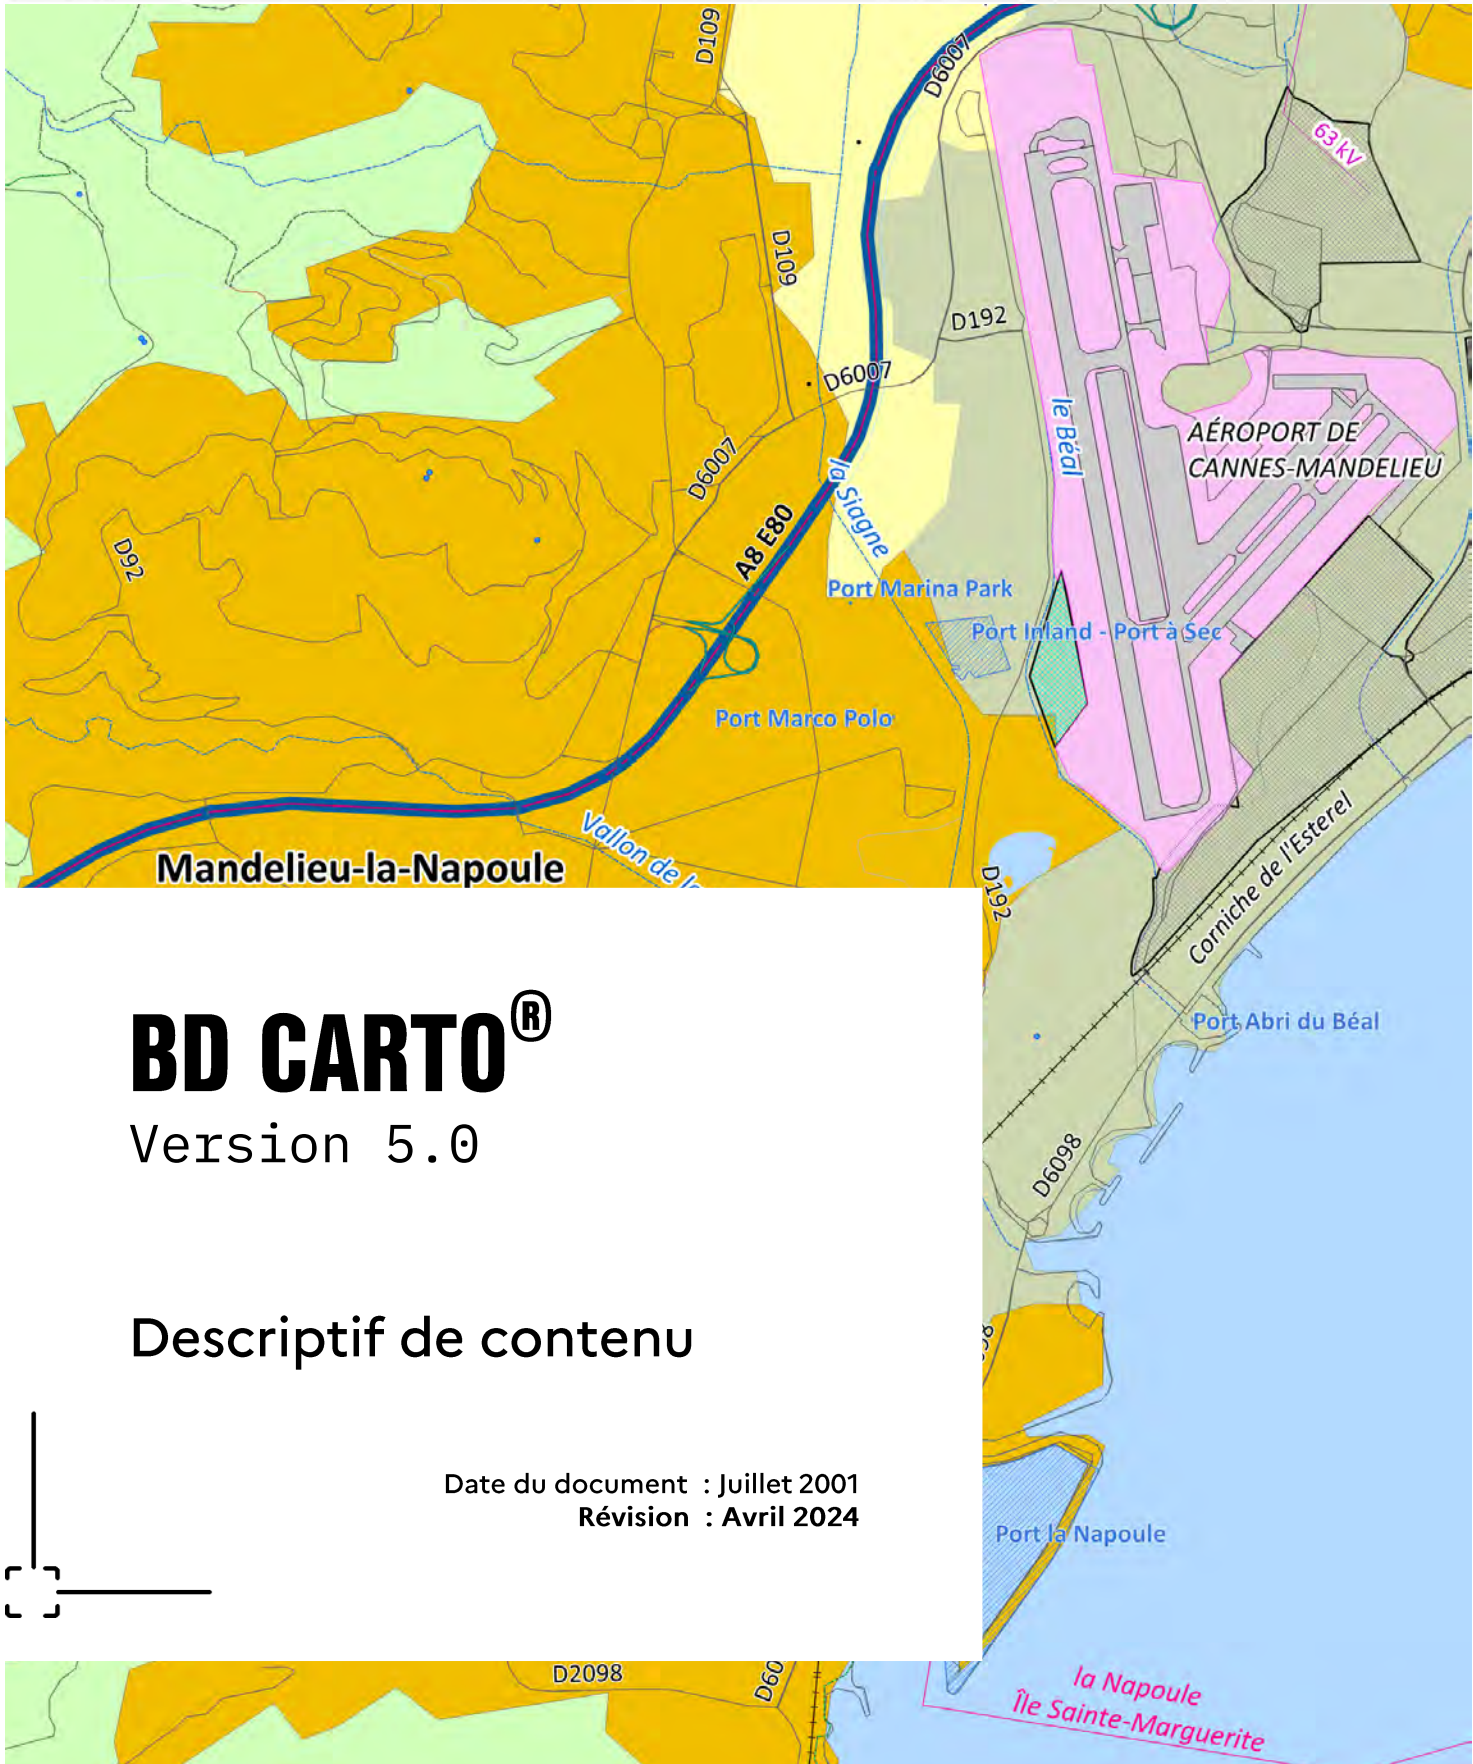 D109
D6007
63 kV
D109
D192
D6007
le Béal
AÉROPORT DE
CANNES-MANDELIEU
D6007
la Siagne
A8 E80
D92
Port Marina Park
Port Inland - Port à Sec
Port Marco Polo
Vallon de
Mandelieu-la-Napoule
D192
Corniche de l'Esterel
BD CARTO®
Version 5.0
Port Abri du Béal
D6098
Descriptif de contenu
Date du document : Juillet 2001
Révision : Avril 2024
Port la Napoule
D2098
D60
la Napoule
Île Sainte-Marguerite